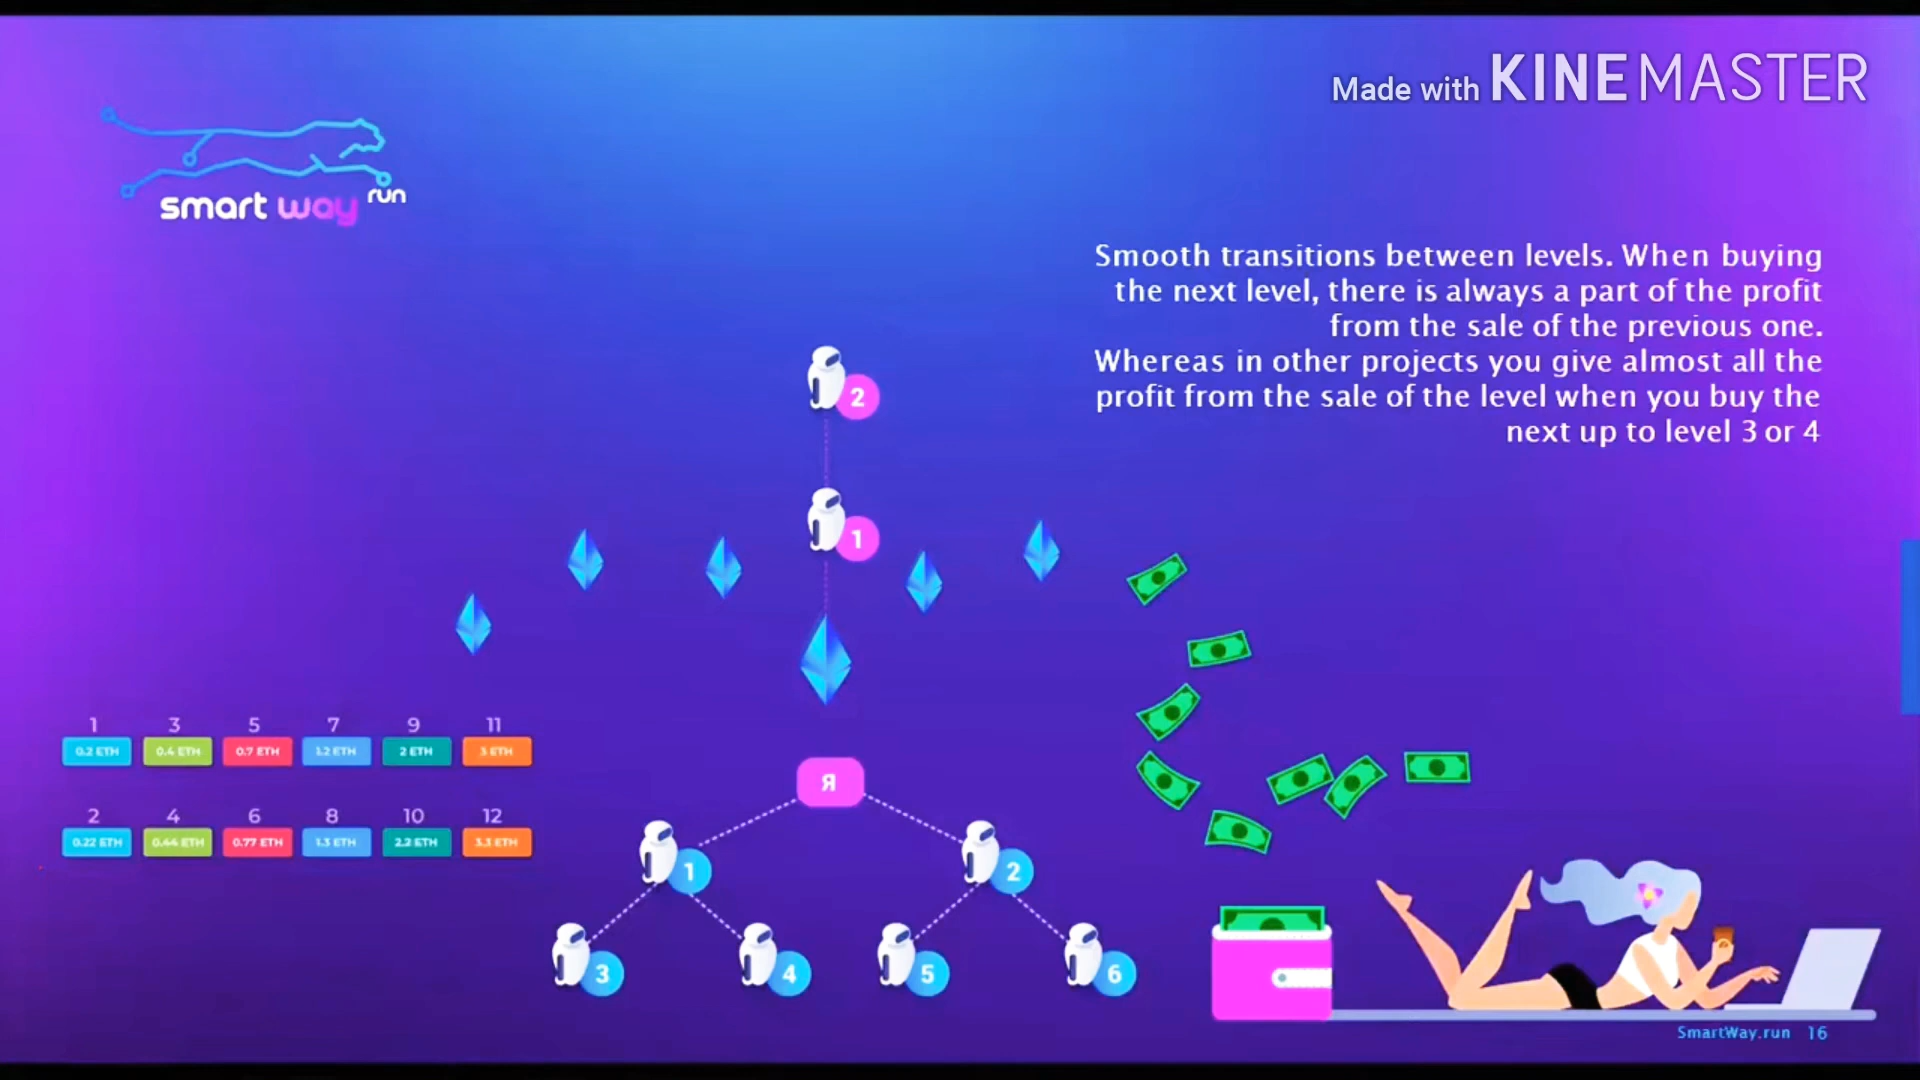 Made with KINEMASTER
smart way run
Smooth transitions between levels. When buying
the next level, there is always a part of the profit
from the sale of the previous one.
Whereas in other projects you give almost all the
profit from the sale of the level when you buy the
next up to level 3 or 4
2
1
1 3 5 7 9 11
0.2 ETH 0.4 ETH 0.7 ETH 1.2 ETH 2 ETH 3 ETH
Я
2 4 6 8 10 12
0.22 ETH 0.44 ETH 0.77 ETH 1.3 ETH 2.2 ETH 3.3 ETH
1 2
3 4 5 6
SmartWay.run 16